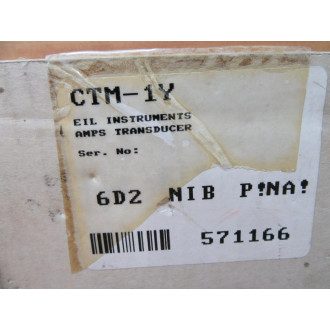 CTM-1Y
EIL INSTRUMENTS
AMPS TRANSDUCER
Ser. No:
6D2 NIB P!NA!
571166